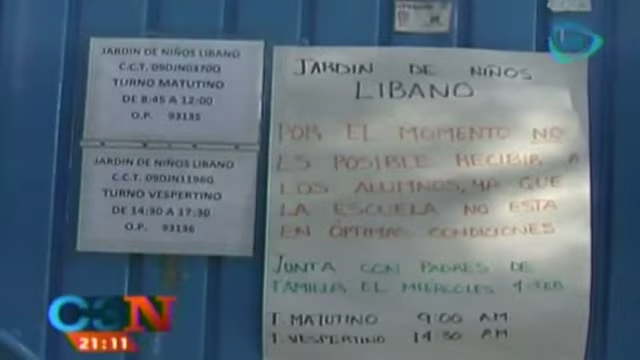 JARDIN DE NIÑOS LIBANO
C.C.T. 09DJN0370O
TURNO MATUTINO
DE 8:45 A 12:00
O.P. 93135
JARDIN DE NIÑOS LIBANO
C.C.T. 09DJN1196G
TURNO VESPERTINO
DE 14:30 A 17:30
O.P. 93136
JARDIN DE NIÑOS
LIBANO
POR EL MOMENTO NO
ES POSIBLE RECIBIR A
LOS ALUMNOS, YA QUE
LA ESCUELA NO ESTA
EN ÓPTIMAS CONDICIONES
JUNTA CON PADRES DE
FAMILIA EL MIERCOLES
T. MATUTINO 9:00 AM
T. VESPERTINO 14:30 PM
C3N
21:11